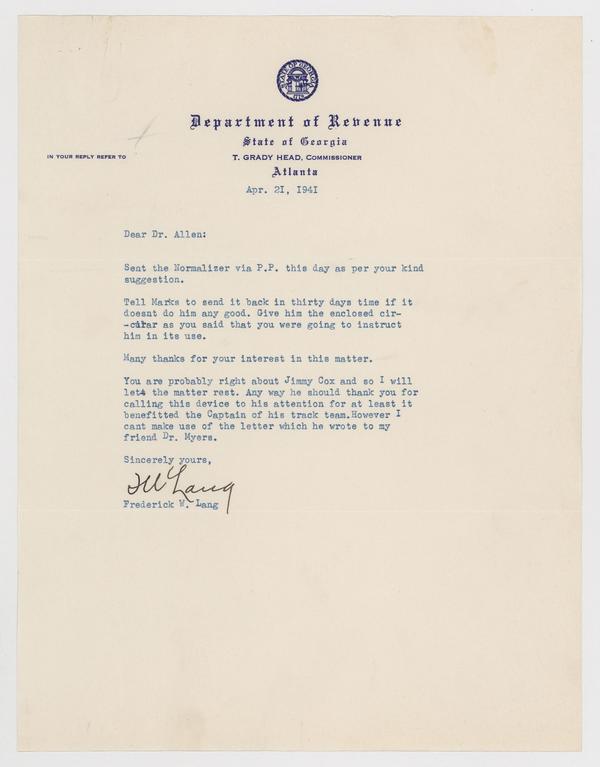 STATE OF GEORGIA
Department of Revenue
State of Georgia
IN YOUR REPLY REFER TO
T. GRADY HEAD, COMMISSIONER
Atlanta
Apr. 21, 1941
Dear Dr. Allen:
Sent the Normalizer via P.P. this day as per your kind
suggestion.
Tell Marks to send it back in thirty days time if it
doesnt do him any good. Give him the enclosed cir-
-cular as you said that you were going to instruct
him in its use.
Many thanks for your interest in this matter.
You are probably right about Jimmy Cox and so I will
let the matter rest. Any way he should thank you for
calling this device to his attention for at least it
benefitted the Captain of his track team.However I
cant make use of the letter which he wrote to my
friend Dr. Myers.
Sincerely yours,
FW Lang
Frederick W. Lang